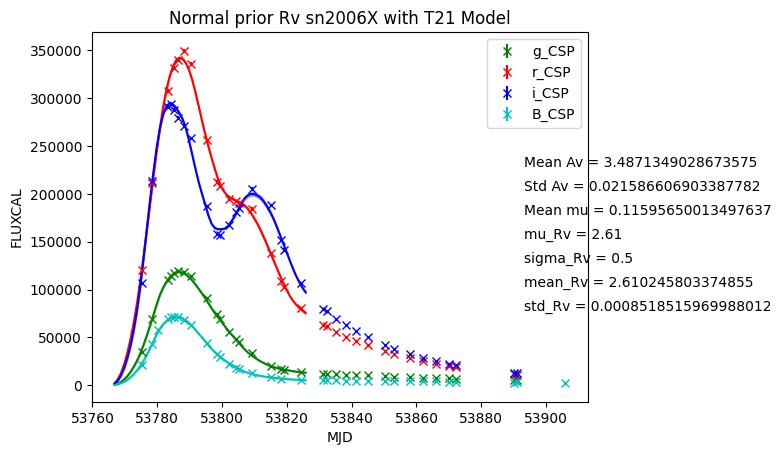 Normal prior Rv sn2006X with T21 Model
FLUXCAL
350000
300000
250000
200000
150000
100000
50000
0
g_CSP
r_CSP
i_CSP
B_CSP
Mean Av = 3.4871349028673575
Std Av = 0.021586606903387782
Mean mu = 0.11595650013497637
mu_Rv = 2.61
sigma_Rv = 0.5
mean_Rv = 2.610245803374855
std_Rv = 0.0008518515969988012
53760 53780 53800 53820 53840 53860 53880 53900
MJD